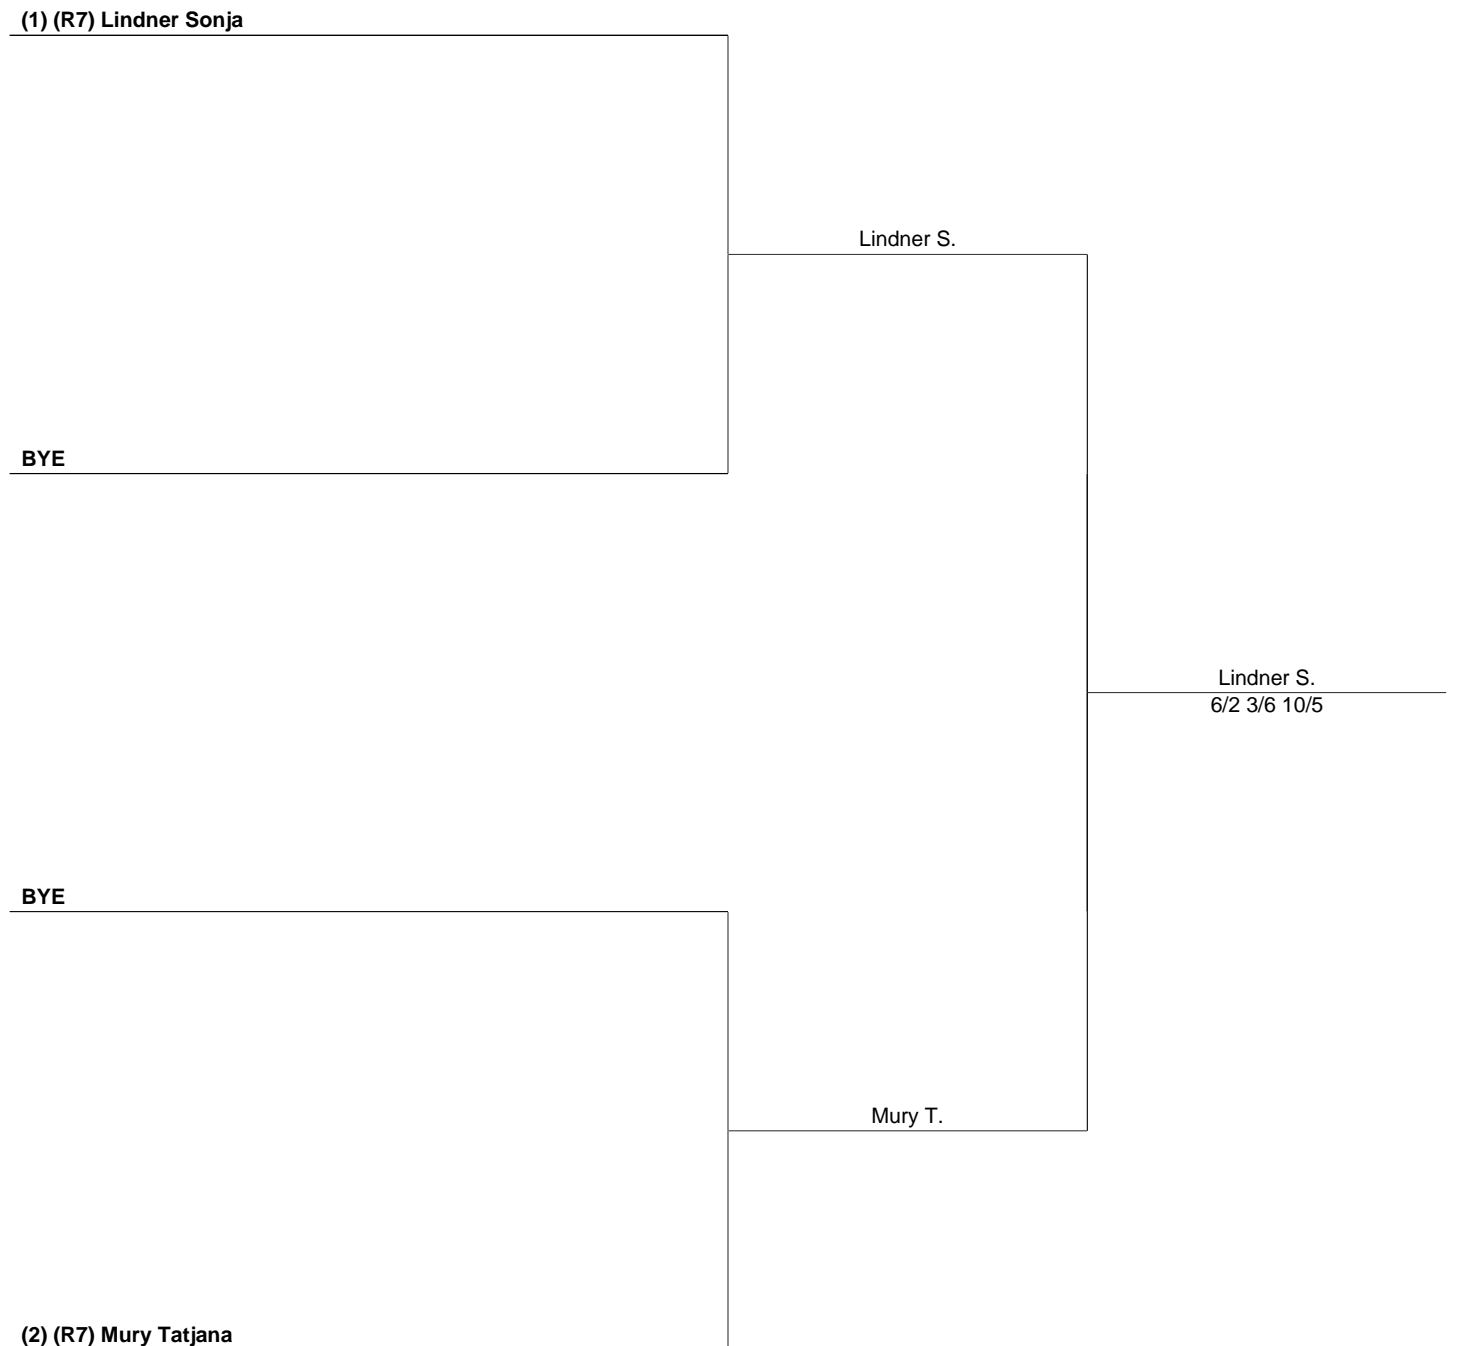 (1) (R7) Lindner Sonja
Lindner S.
BYE
Lindner S.
6/2 3/6 10/5
BYE
Mury T.
(2) (R7) Mury Tatjana